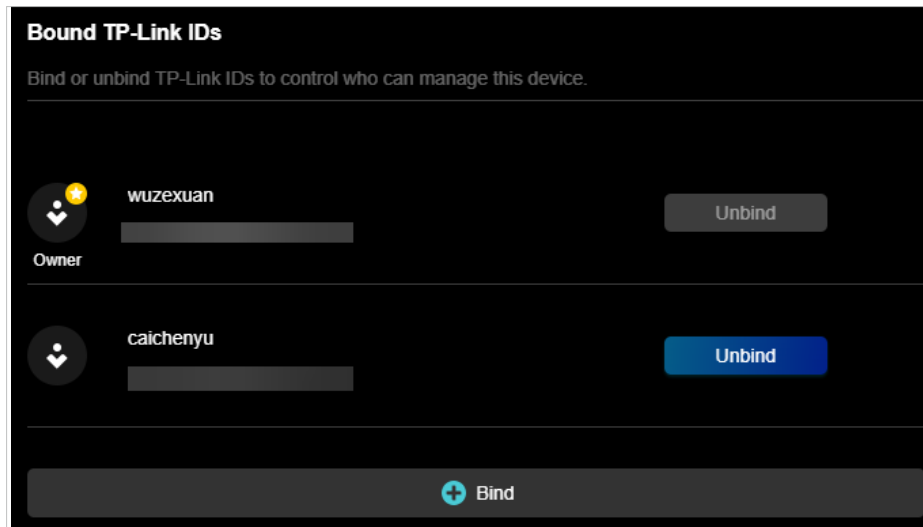 Bound TP-Link IDs
Bind or unbind TP-Link IDs to control who can manage this device.
wuzexuan
Unbind
Owner
caichenyu
Unbind
Bind